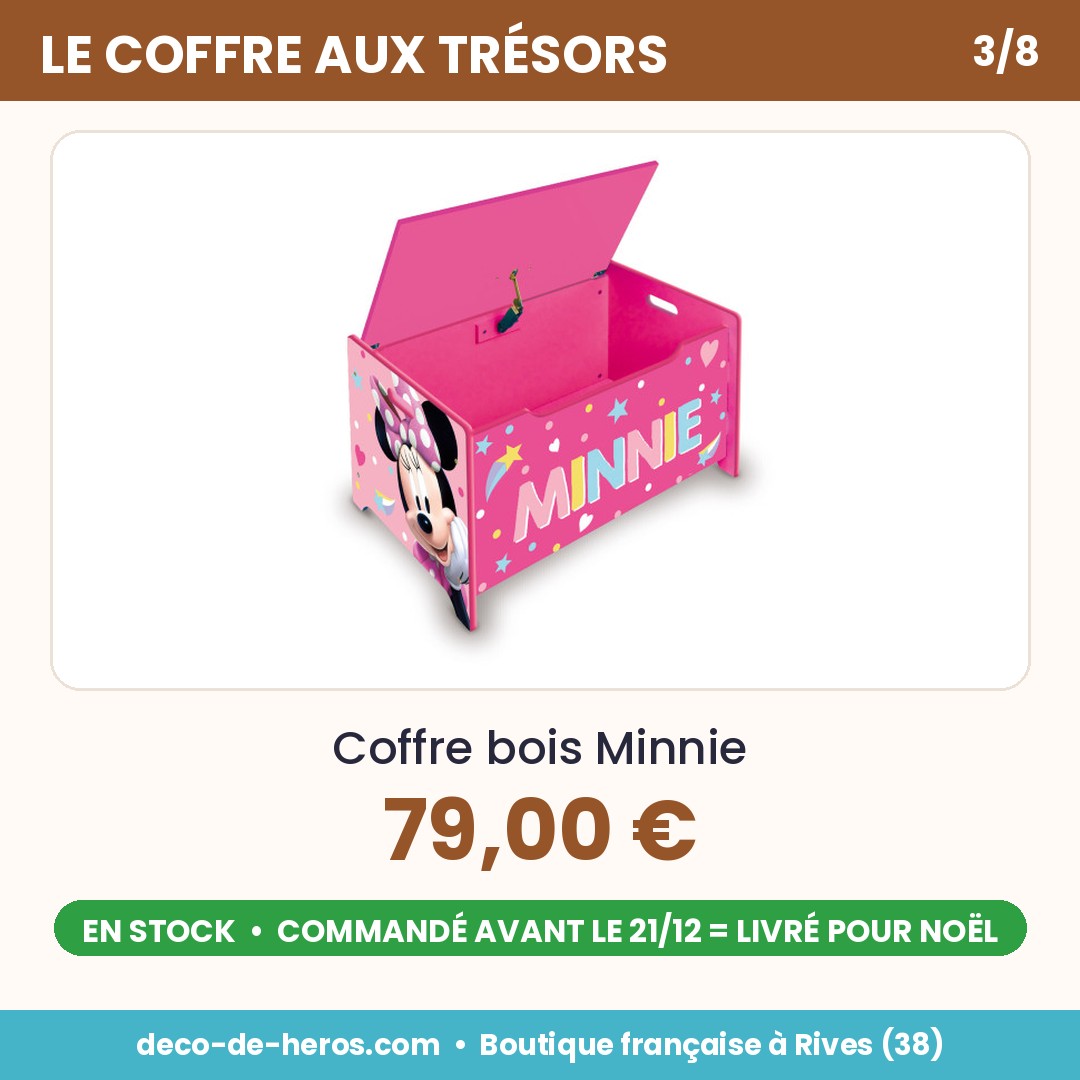 LE COFFRE AUX TRÉSORS
3/8
MINNIE
Coffre bois Minnie
79,00 €
EN STOCK • COMMANDÉ AVANT LE 21/12 = LIVRÉ POUR NOËL
deco-de-heros.com • Boutique française à Rives (38)